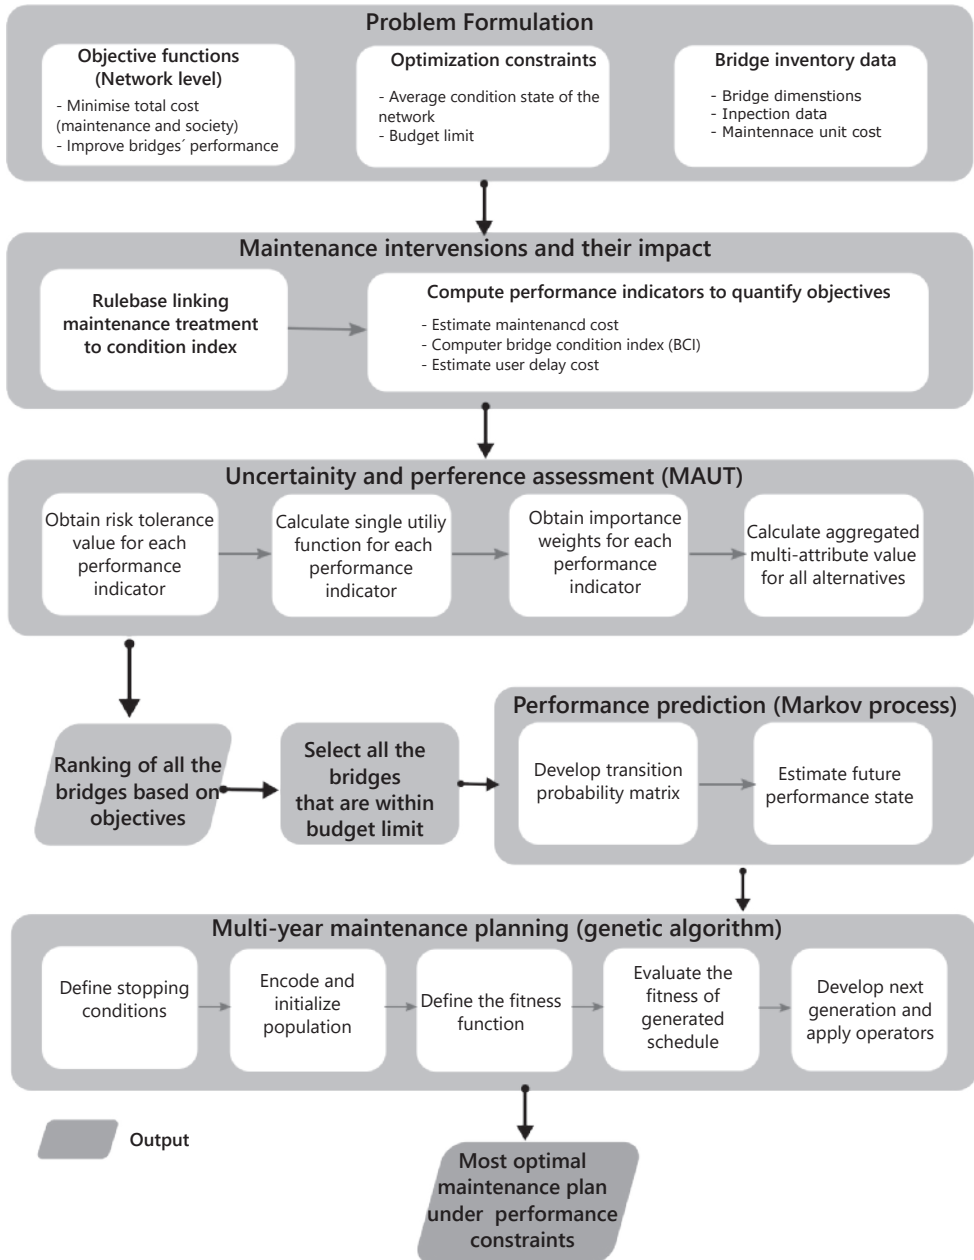 Problem Formulation
Objective functions
(Network level)
- Minimise total cost
(maintenance and society)
- Improve bridges´ performance
Optimization constraints
- Average condition state of the
network
- Budget limit
Bridge inventory data
- Bridge dimenstions
- Inpection data
- Maintennace unit cost
Maintenance intervensions and their impact
Rulebase linking
maintenance treatment
to condition index
Compute performance indicators to quantify objectives
- Estimate maintenancd cost
- Computer bridge condition index (BCI)
- Estimate user delay cost
Uncertainity and perference assessment (MAUT)
Obtain risk tolerance
value for each
performance
indicator
Calculate single utiliy
function for each
performance
indicator
Obtain importance
weights for each
performance
indicator
Calculate aggregated
multi-attribute value
for all alternatives
Ranking of all the
bridges based on
objectives
Select all the
bridges
that are within
budget limit
Performance prediction (Markov process)
Develop transition
probability matrix
Estimate future
performance state
Multi-year maintenance planning (genetic algorithm)
Define stopping
conditions
Encode and
initialize
population
Define the fitness
function
Evaluate the
fitness of
generated
schedule
Develop next
generation and
apply operators
Output
Most optimal
maintenance plan
under performance
constraints